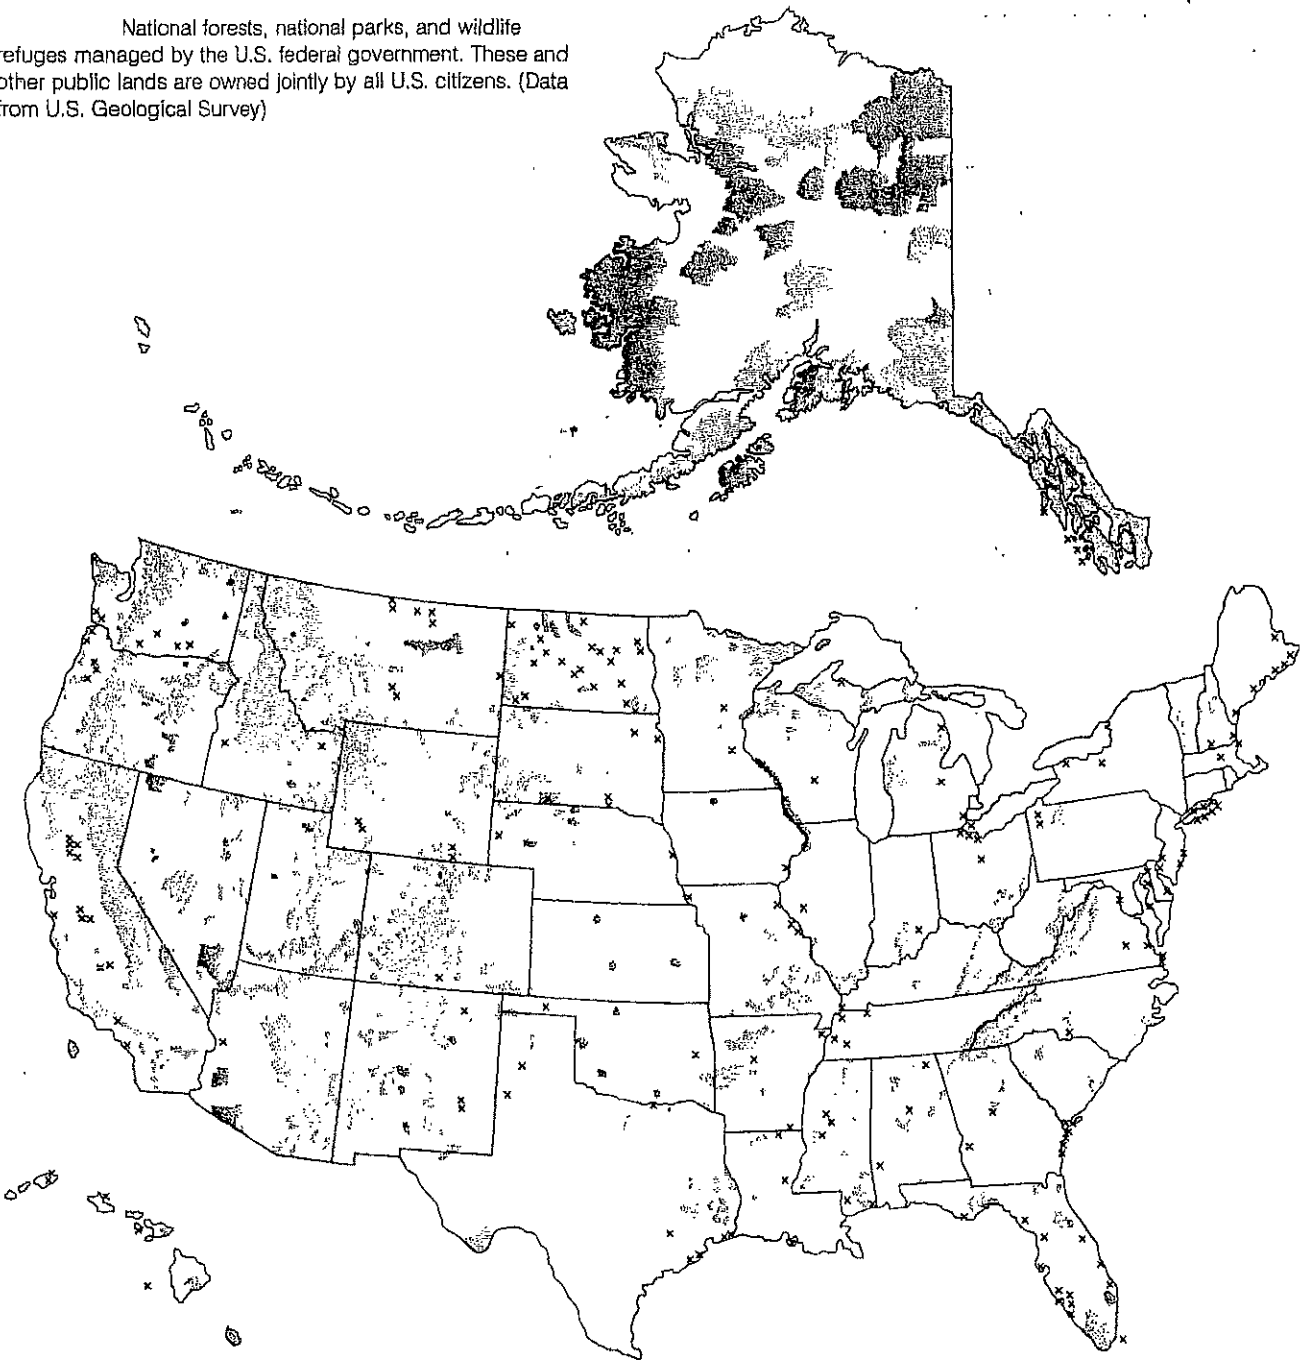 National forests, national parks, and wildlife
refuges managed by the U.S. federal government. These and
other public lands are owned jointly by all U.S. citizens. (Data
from U.S. Geological Survey)